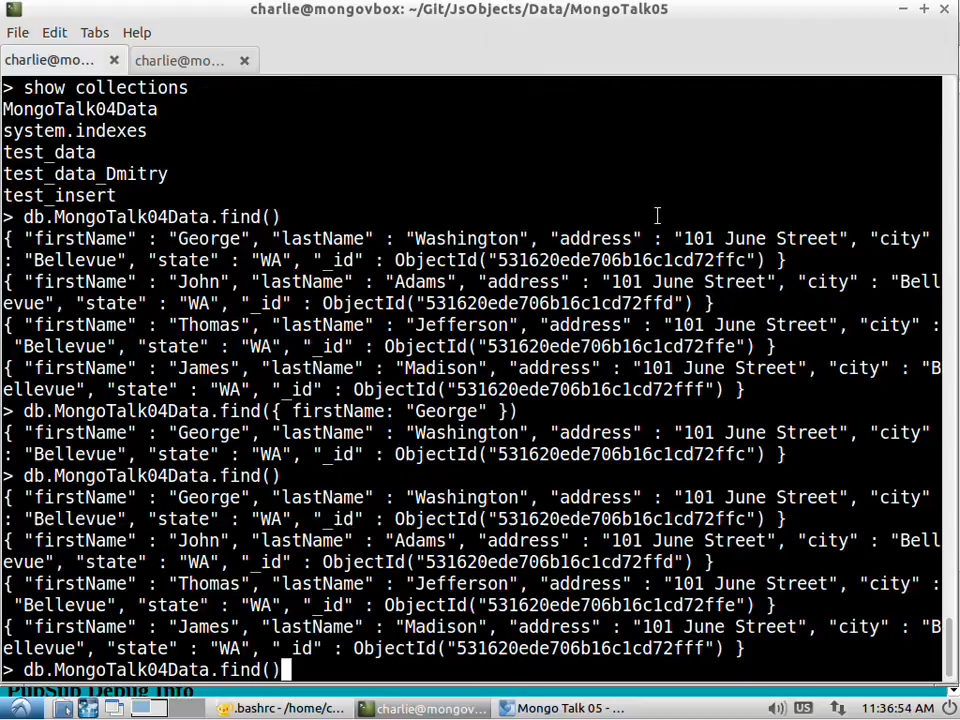 charlie@mongovbox: ~/Git/JsObjects/Data/MongoTalk05
File Edit Tabs Help
charlie@mo... charlie@mo...
> show collections
MongoTalk04Data
system.indexes
test_data
test_data_Dmitry
test_insert
> db.MongoTalk04Data.find()
{ "firstName" : "George", "lastName" : "Washington", "address" : "101 June Street", "city"
: "Bellevue", "state" : "WA", "_id" : ObjectId("531620ede706b16c1cd72ffc") }
{ "firstName" : "John", "lastName" : "Adams", "address" : "101 June Street", "city" : "Bell
evue", "state" : "WA", "_id" : ObjectId("531620ede706b16c1cd72ffd") }
{ "firstName" : "Thomas", "lastName" : "Jefferson", "address" : "101 June Street", "city" :
"Bellevue", "state" : "WA", "_id" : ObjectId("531620ede706b16c1cd72ffe") }
{ "firstName" : "James", "lastName" : "Madison", "address" : "101 June Street", "city" : "B
ellevue", "state" : "WA", "_id" : ObjectId("531620ede706b16c1cd72fff") }
> db.MongoTalk04Data.find({ firstName: "George" })
{ "firstName" : "George", "lastName" : "Washington", "address" : "101 June Street", "city"
: "Bellevue", "state" : "WA", "_id" : ObjectId("531620ede706b16c1cd72ffc") }
> db.MongoTalk04Data.find()
{ "firstName" : "George", "lastName" : "Washington", "address" : "101 June Street", "city"
: "Bellevue", "state" : "WA", "_id" : ObjectId("531620ede706b16c1cd72ffc") }
{ "firstName" : "John", "lastName" : "Adams", "address" : "101 June Street", "city" : "Bell
evue", "state" : "WA", "_id" : ObjectId("531620ede706b16c1cd72ffd") }
{ "firstName" : "Thomas", "lastName" : "Jefferson", "address" : "101 June Street", "city" :
"Bellevue", "state" : "WA", "_id" : ObjectId("531620ede706b16c1cd72ffe") }
{ "firstName" : "James", "lastName" : "Madison", "address" : "101 June Street", "city" : "B
ellevue", "state" : "WA", "_id" : ObjectId("531620ede706b16c1cd72fff") }
> db.MongoTalk04Data.find()
PubSub Debug Info
.bashrc - /home/c... charlie@mongov... Mongo Talk 05 - ... US 11:36:54 AM